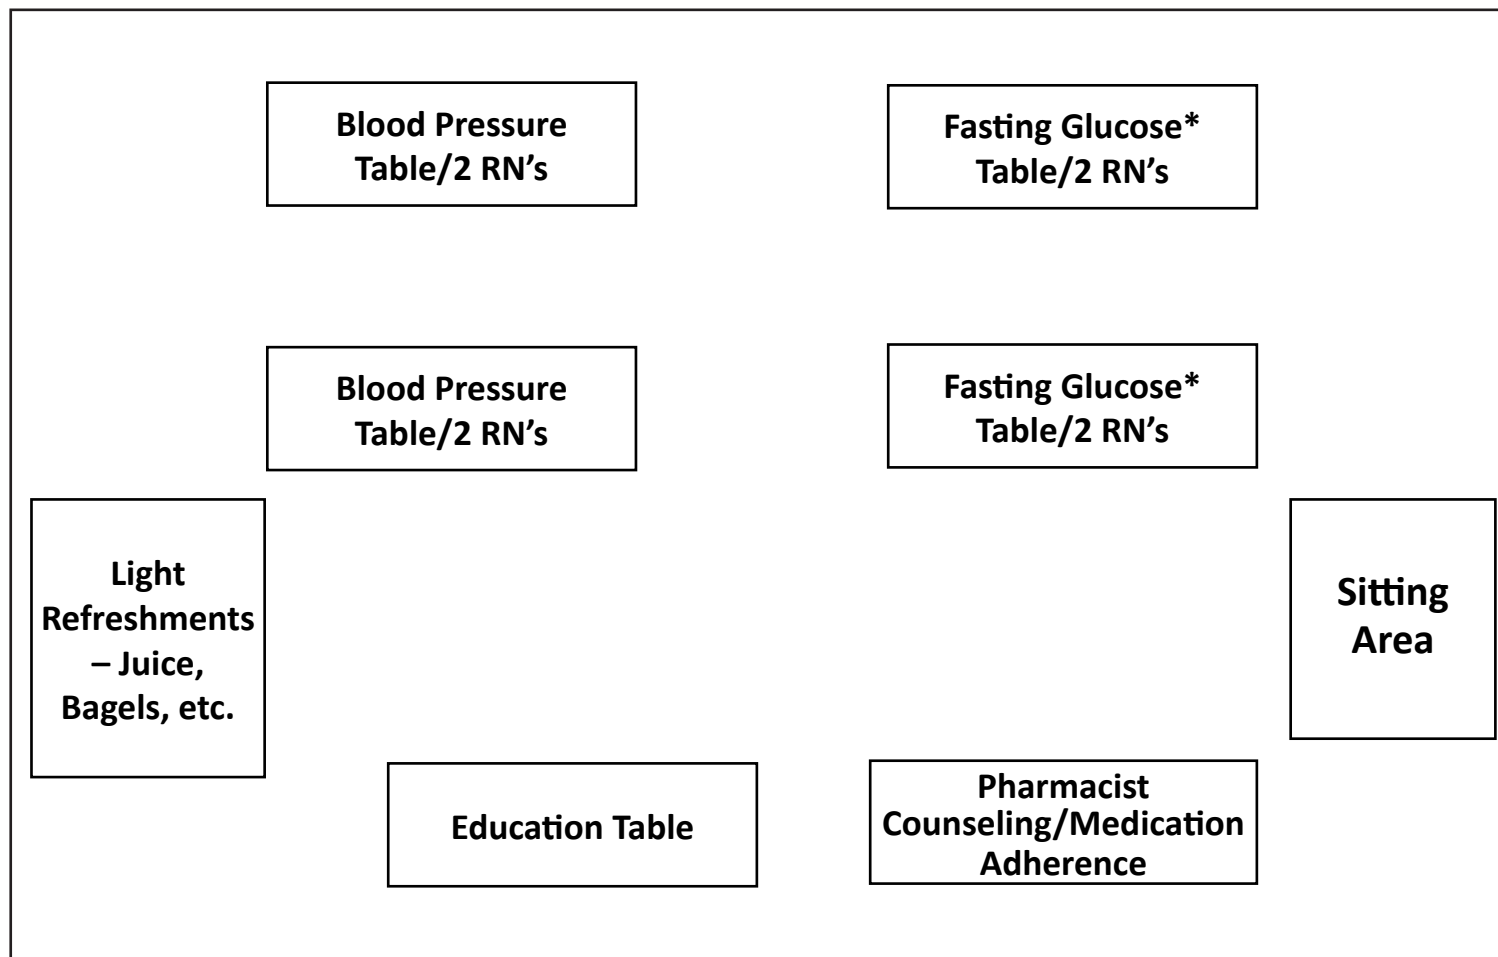 Blood Pressure
Table/2 RN’s
Fasting Glucose*
Table/2 RN’s
Blood Pressure
Table/2 RN’s
Fasting Glucose*
Table/2 RN’s
Light
Refreshments
– Juice,
Bagels, etc.
Sitting
Area
Education Table
Pharmacist
Counseling/Medication
Adherence